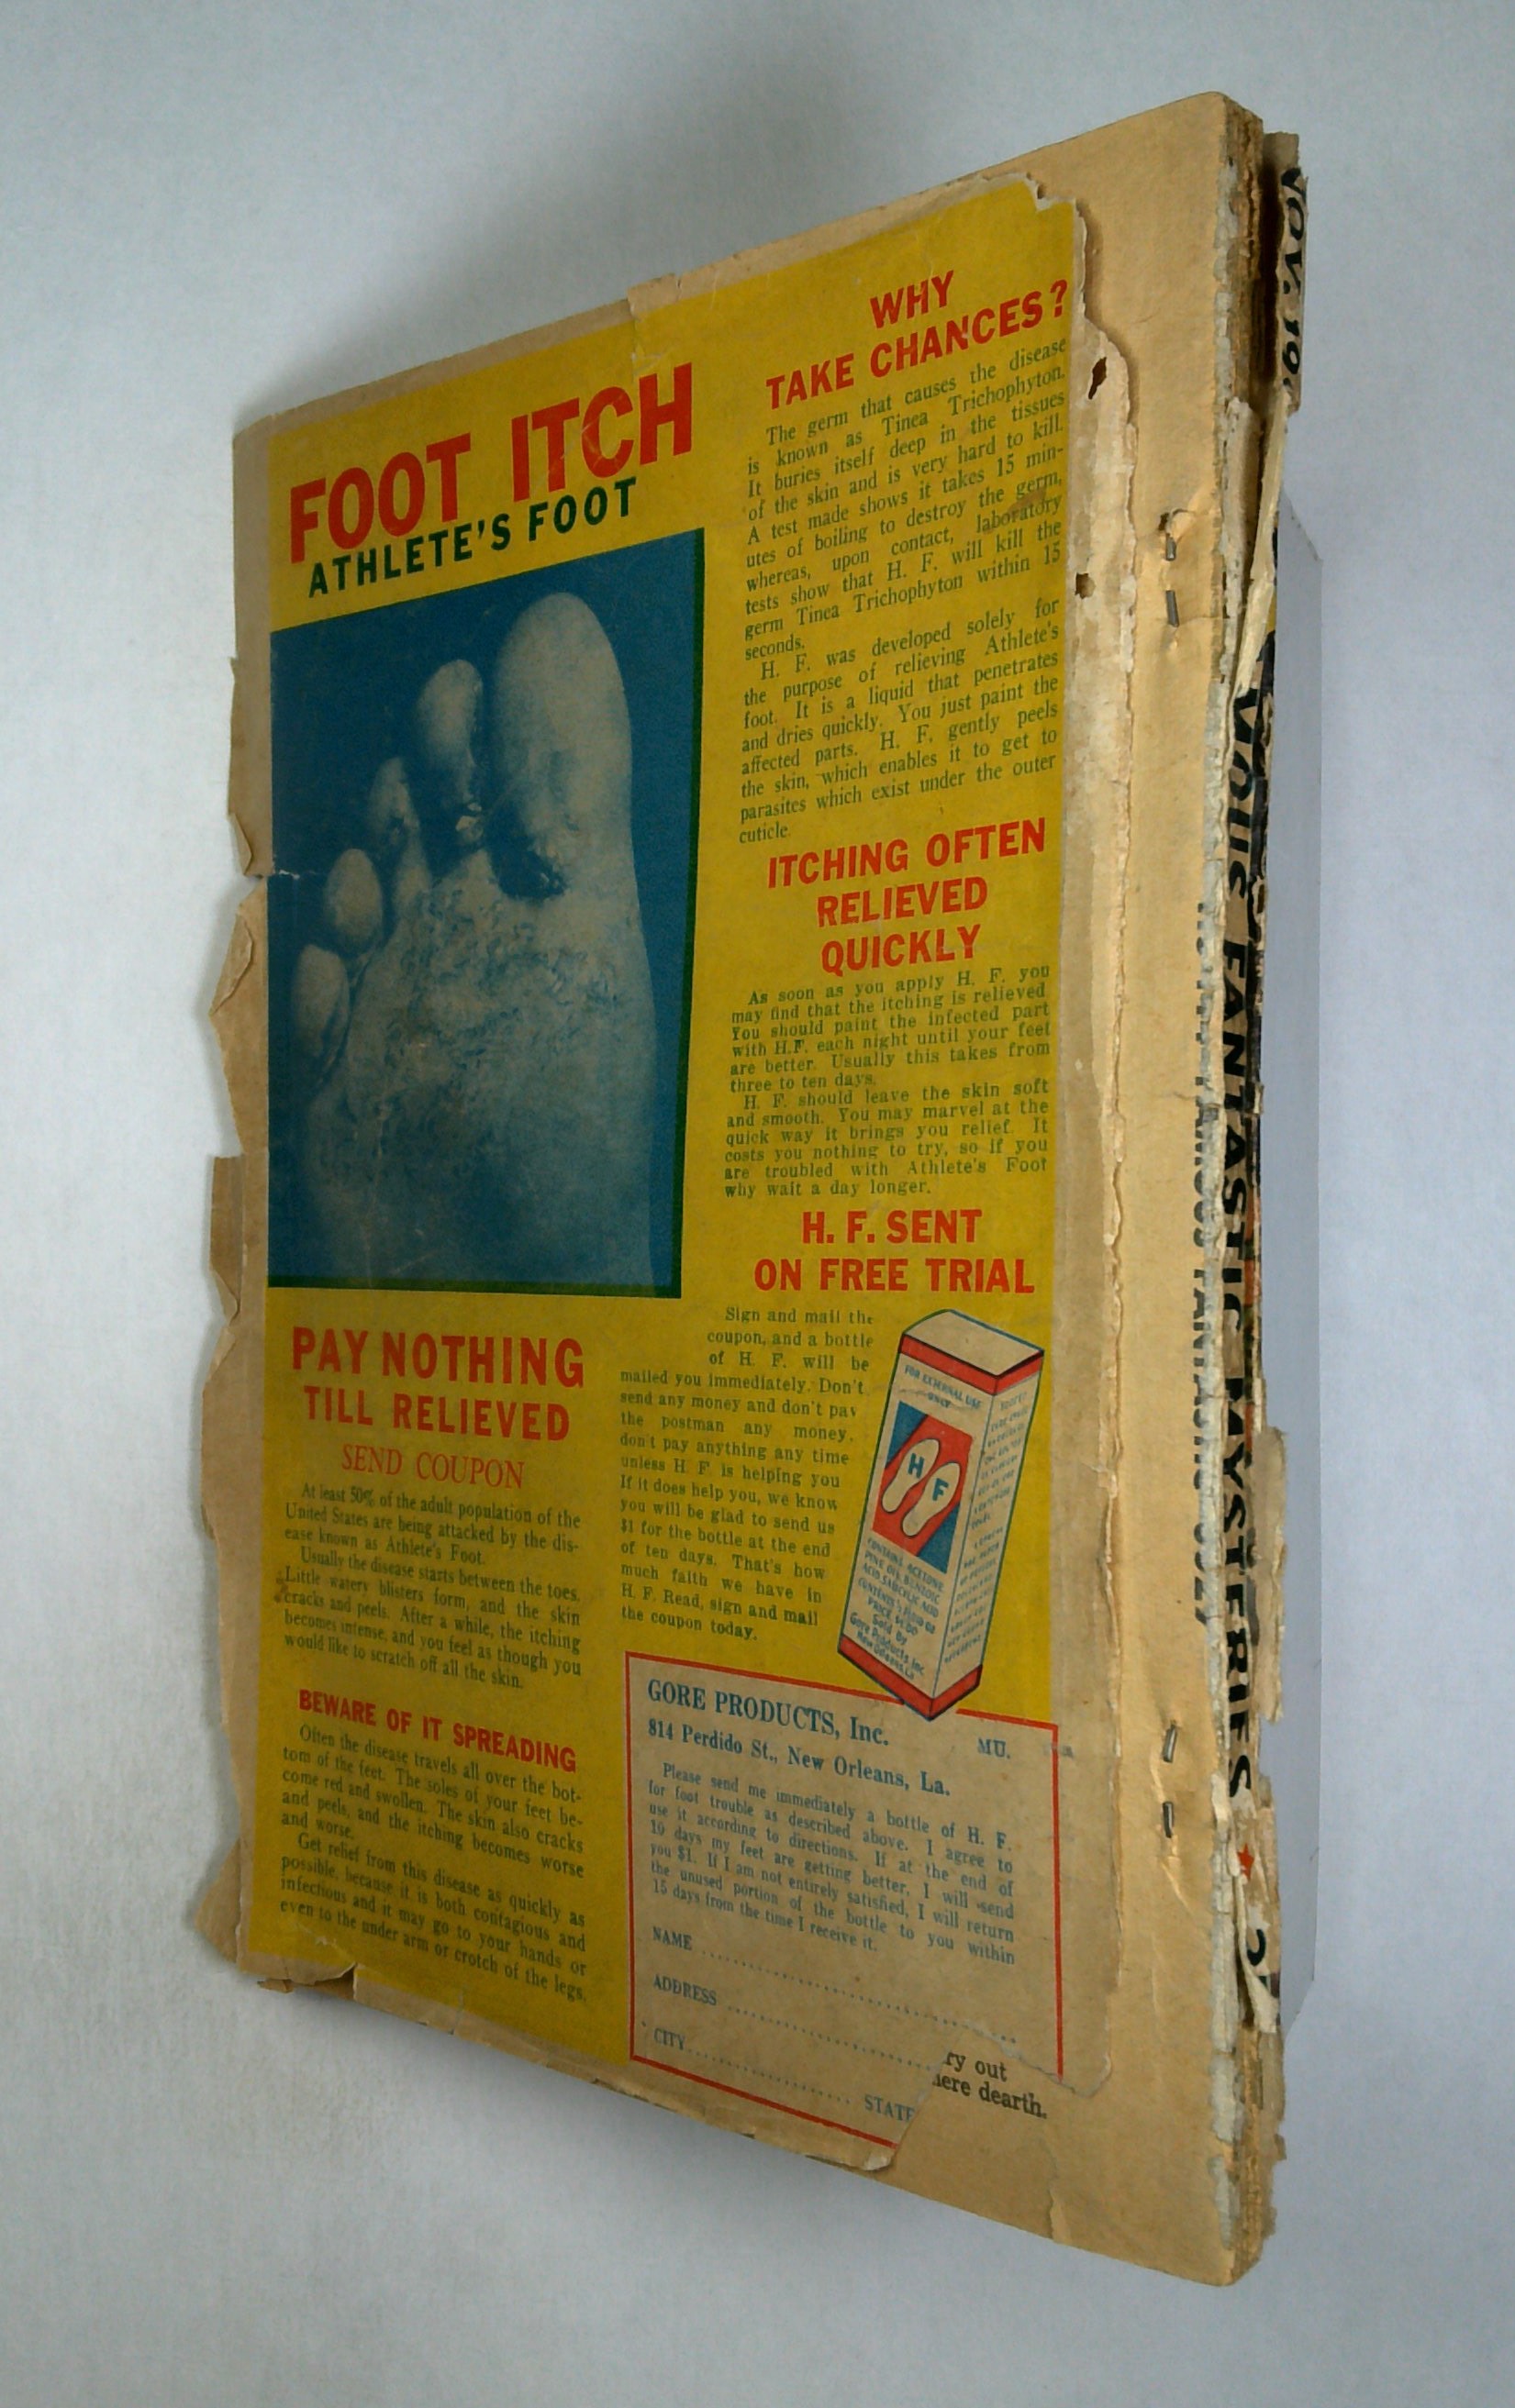 FOOT ITCH
ATHLETE'S FOOT
PAY NOTHING
TILL RELIEVED
SEND COUPON
At least 50% of the adult population of the
United States are being attacked by the dis-
ease known as Athlete's Foot.
Usually the disease starts between the toes.
Little watery blisters form, and the skin
cracks and peels. After a while, the itching
becomes intense, and you feel as though you
would like to scratch off all the skin.
BEWARE OF IT SPREADING
Often the disease travels all over the bot-
tom of the feet. The soles of your feet be-
come red and swollen. The skin also cracks
and peels, and the itching becomes worse
and worse.
Get relief from this disease as quickly as
possible, because it is both contagious and
infectious and it may go to your hands or
even to the under arm or crotch of the legs.
WHY
TAKE CHANCES?
The germ that causes the disease
is known as Tinea Trichophyton.
It buries itself deep in the tissues
of the skin and is very hard to kill.
A test made shows it takes 15 min-
utes of boiling to destroy the germ,
whereas, upon contact, laboratory
tests show that H. F. will kill the
germ Tinea Trichophyton within 15
seconds.
H. F. was developed solely for
the purpose of relieving Athlete's
foot. It is a liquid that penetrates
and dries quickly. You just paint the
affected parts. H. F. gently peels
the skin, which enables it to get to
parasites which exist under the outer
cuticle.
ITCHING OFTEN
RELIEVED
QUICKLY
As soon as you apply H. F. you
may find that the itching is relieved
You should paint the infected part
with H.F. each night until your feet
are better. Usually this takes from
three to ten days.
H. F. should leave the skin soft
and smooth. You may marvel at the
quick way it brings you relief. It
costs you nothing to try, so if you
are troubled with Athlete's Foot
why wait a day longer.
H. F. SENT
ON FREE TRIAL
Sign and mail the
coupon, and a bottle
of H. F. will be
mailed you immediately. Don't
send any money and don't pay
the postman any money,
don't pay anything any time
unless H. F. is helping you
If it does help you, we know
you will be glad to send us
$1 for the bottle at the end
of ten days. That's how
much faith we have in
H. F. Read, sign and mail
the coupon today.
FOR EXTERNAL USE
ONLY
H F
CONTAINS ACETONE
PINE OIL BENZOIC
ACID SALICYLIC ACID
Sold by
Gore Products, Inc.
New Orleans, La
GORE PRODUCTS, Inc. MU.
814 Perdido St., New Orleans, La.
Please send me immediately a bottle of H. F.
for foot trouble as described above. I agree to
use it according to directions. If at the end of
10 days my feet are getting better, I will send
you $1. If I am not entirely satisfied, I will return
the unused portion of the bottle to you within
15 days from the time I receive it.
NAME
ADDRESS
CITY STATE
ry out
here dearth.
NOV. 19
MOUS FANTASTIC MYSTERIES